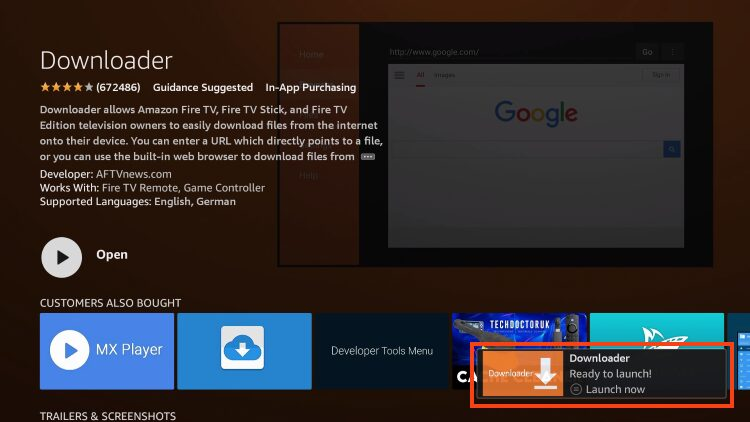 Downloader
(672486) Guidance Suggested In-App Purchasing
Downloader allows Amazon Fire TV, Fire TV Stick, and Fire TV
Edition television owners to easily download files from the internet
onto their device. You can enter a URL which directly points to a file,
or you can use the built-in web browser to download files from
Developer: AFTVnews.com
Works With: Fire TV Remote, Game Controller
Supported Languages: English, German
Home
http://www.google.com/
Go
All Images
Sign in
Google
Help
Open
CUSTOMERS ALSO BOUGHT
MX Player
Developer Tools Menu
TECHDOCTORUK
Downloader
Downloader
Ready to launch!
Launch now
TRAILERS & SCREENSHOTS